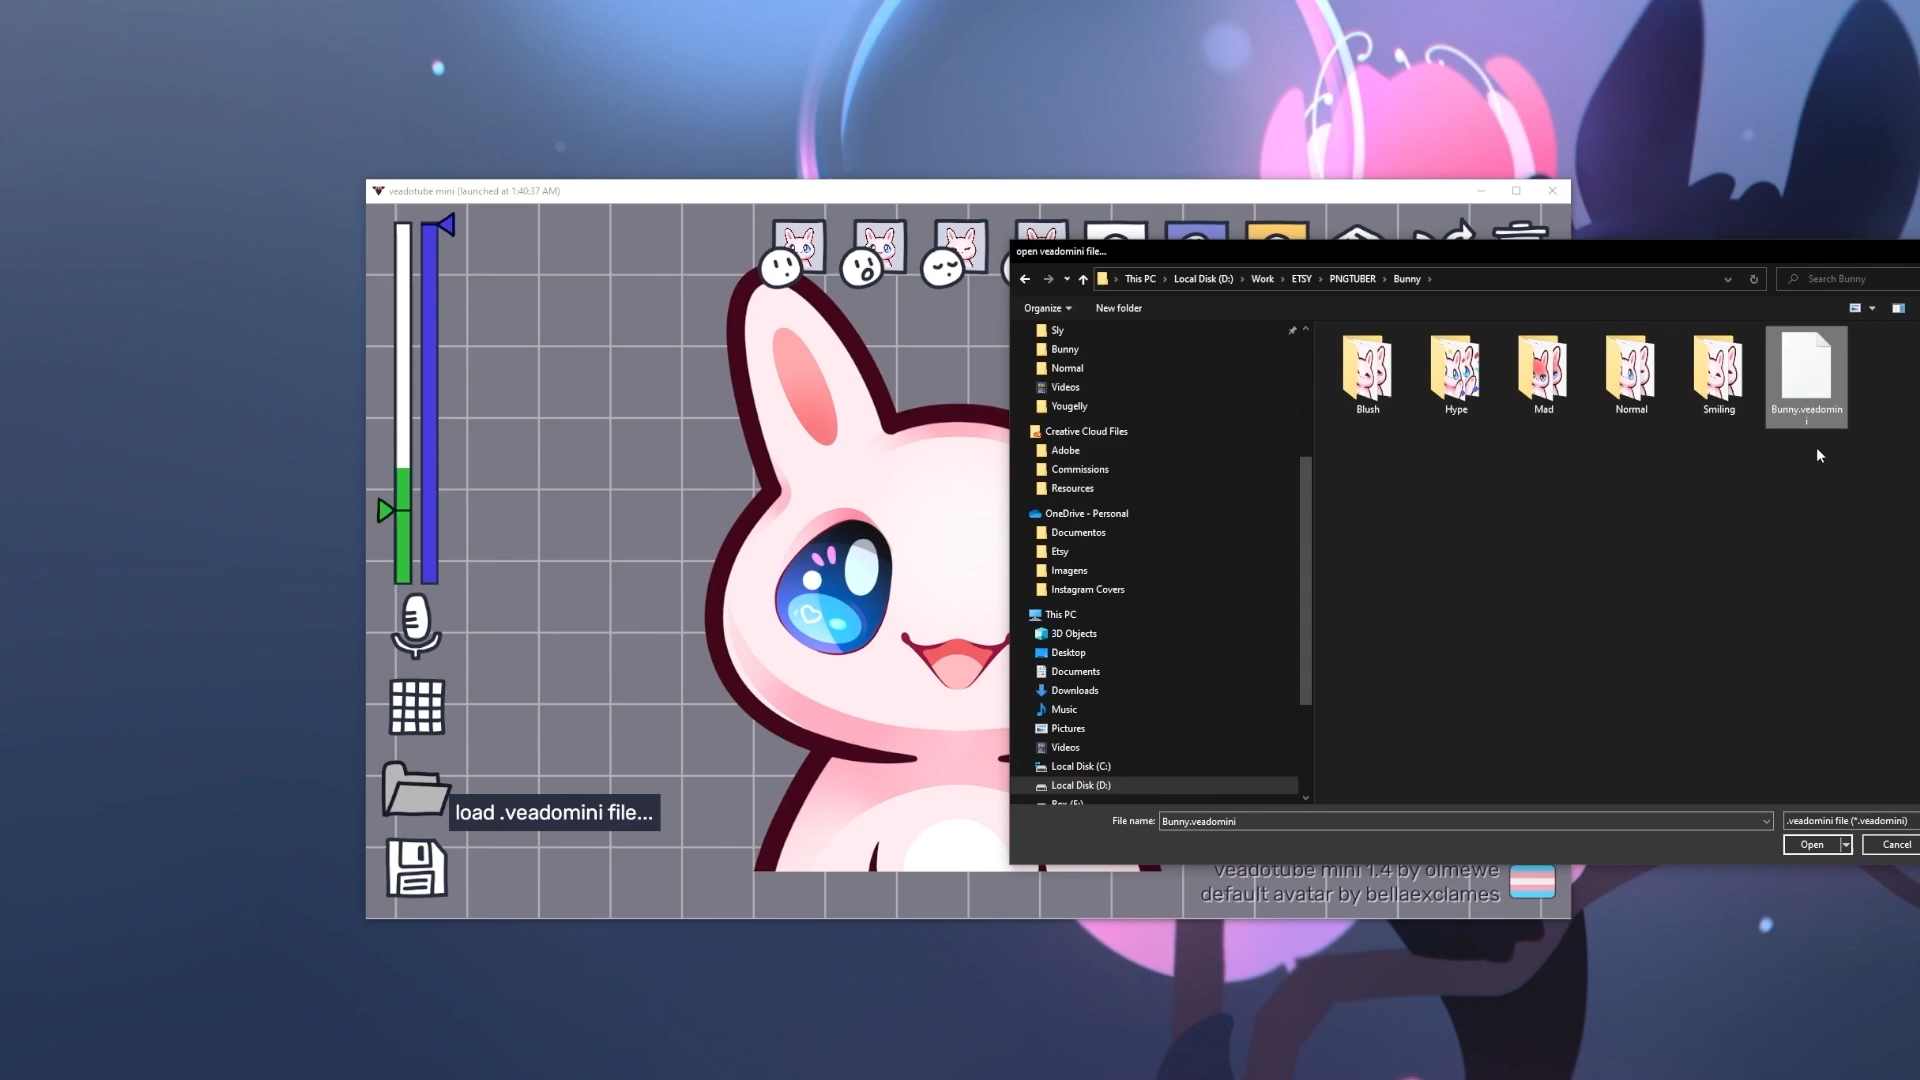 veadotube mini (launched at 1:40:37 AM)
open veadomini file...
This PC > Local Disk (D:) > Work > ETSY > PNGTUBER > Bunny >
Search Bunny
Organize
New folder
Sly
Bunny
Normal
Videos
Yougelly
Creative Cloud Files
Adobe
Commissions
Resources
OneDrive - Personal
Documentos
Etsy
Imagens
Instagram Covers
This PC
3D Objects
Desktop
Documents
Downloads
Music
Pictures
Videos
Local Disk (C:)
Local Disk (D:)
Blush
Hype
Mad
Normal
Smiling
Bunny.veadomin
i
load .veadomini file...
File name:
Bunny.veadomini
.veadomini file (*.veadomini)
Open
Cancel
veadotube mini 1.4 by olmewe
default avatar by bellaexclames